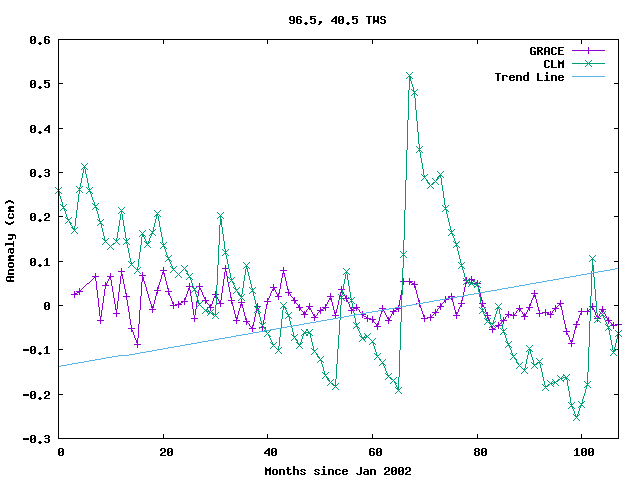 96.5, 40.5 TWS
GRACE
CLM
Trend Line
Anomaly (cm)
0.6
0.5
0.4
0.3
0.2
0.1
0
-0.1
-0.2
-0.3
0 20 40 60 80 100
Months since Jan 2002